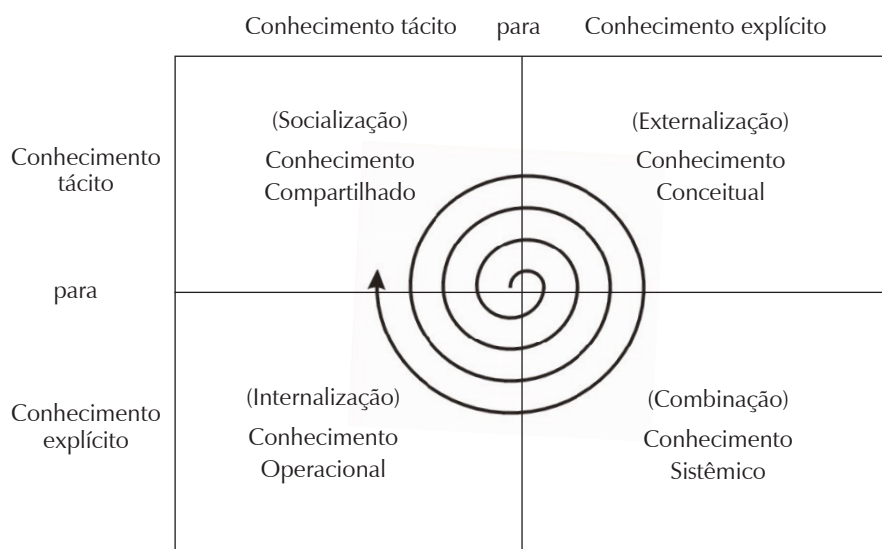 Conhecimento tácito para Conhecimento explícito
(Socialização)
Conhecimento
Compartilhado
(Externalização)
Conhecimento
Conceitual
Conhecimento
tácito
para
Conhecimento
explícito
(Internalização)
Conhecimento
Operacional
(Combinação)
Conhecimento
Sistêmico